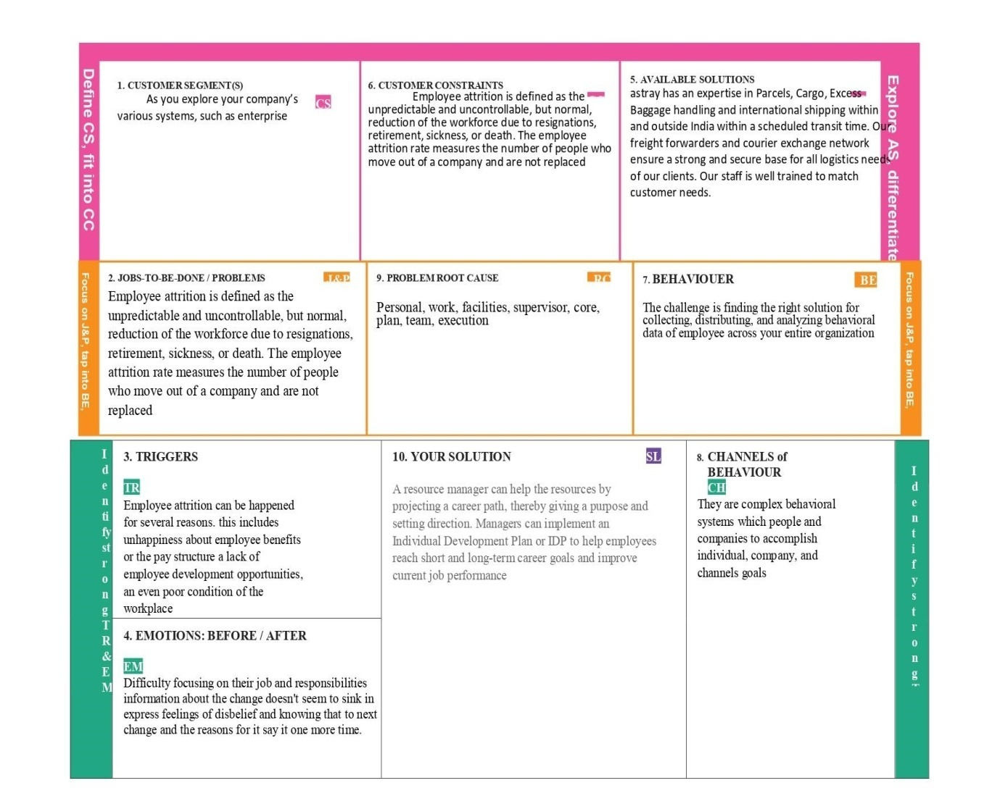 Define CS, fit into CC
1. CUSTOMER SEGMENT(S)
As you explore your company's
CS
various systems, such as enterprise
6. CUSTOMER CONSTRAINTS
Employee attrition is defined as the
unpredictable and uncontrollable, but normal,
reduction of the workforce due to resignations,
retirement, sickness, or death. The employee
attrition rate measures the number of people who
move out of a company and are not replaced
5. AVAILABLE SOLUTIONS
astray has an expertise in Parcels, Cargo, Excess
Baggage handling and international shipping within
and outside India within a scheduled transit time. Our
freight forwarders and courier exchange network
ensure a strong and secure base for all logistics needs
of our clients. Our staff is well trained to match
customer needs.
Explore AS, differentiate
Focus on J&P, tap into BE,
2. JOBS-TO-BE-DONE / PROBLEMS
J&P
Employee attrition is defined as the
unpredictable and uncontrollable, but normal,
reduction of the workforce due to resignations,
retirement, sickness, or death. The employee
attrition rate measures the number of people
who move out of a company and are not
replaced
9. PROBLEM ROOT CAUSE
RC
Personal, work, facilities, supervisor, core,
plan, team, execution
7. BEHAVIOUER
BE
The challenge is finding the right solution for
collecting, distributing, and analyzing behavioral
data of employee across your entire organization
Focus on J&P, tap into BE,
I
d
e
n
ti
fy
st
r
o
n
g
T
R
&
E
M
3. TRIGGERS
TR
Employee attrition can be happened
for several reasons. this includes
unhappiness about employee benefits
or the pay structure a lack of
employee development opportunities,
an even poor condition of the
workplace
4. EMOTIONS: BEFORE / AFTER
EM
Difficulty focusing on their job and responsibilities
information about the change doesn't seem to sink in
express feelings of disbelief and knowing that to next
change and the reasons for it say it one more time.
10. YOUR SOLUTION
SL
A resource manager can help the resources by
projecting a career path, thereby giving a purpose and
setting direction. Managers can implement an
Individual Development Plan or IDP to help employees
reach short and long-term career goals and improve
current job performance
8. CHANNELS of
BEHAVIOUR
CH
They are complex behavioral
systems which people and
companies to accomplish
individual, company, and
channels goals
I
d
e
n
t
i
f
y
s
t
r
o
n
g